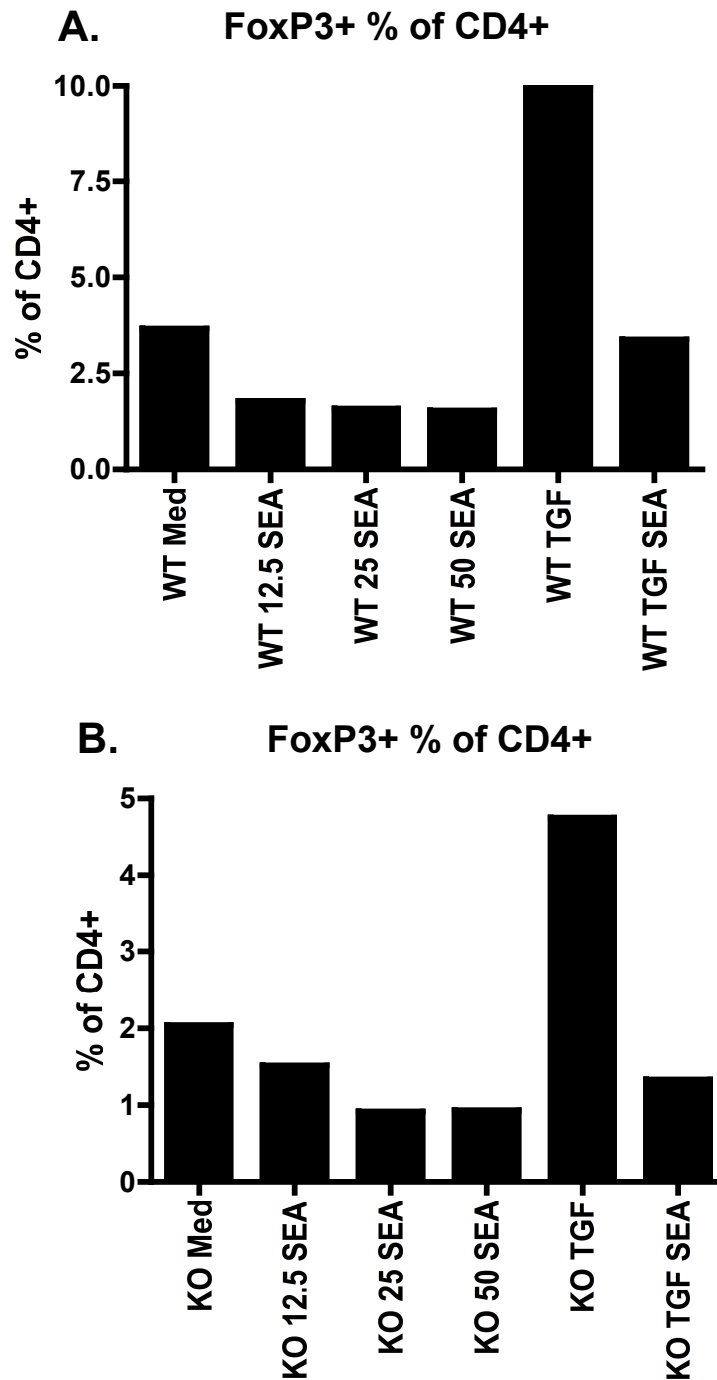 A.
FoxP3+ % of CD4+
% of CD4+
10.0
7.5
5.0
2.5
0.0
WT Med
WT 12.5 SEA
WT 25 SEA
WT 50 SEA
WT TGF
WT TGF SEA
B.
FoxP3+ % of CD4+
% of CD4+
5
4
3
2
1
0
KO Med
KO 12.5 SEA
KO 25 SEA
KO 50 SEA
KO TGF
KO TGF SEA